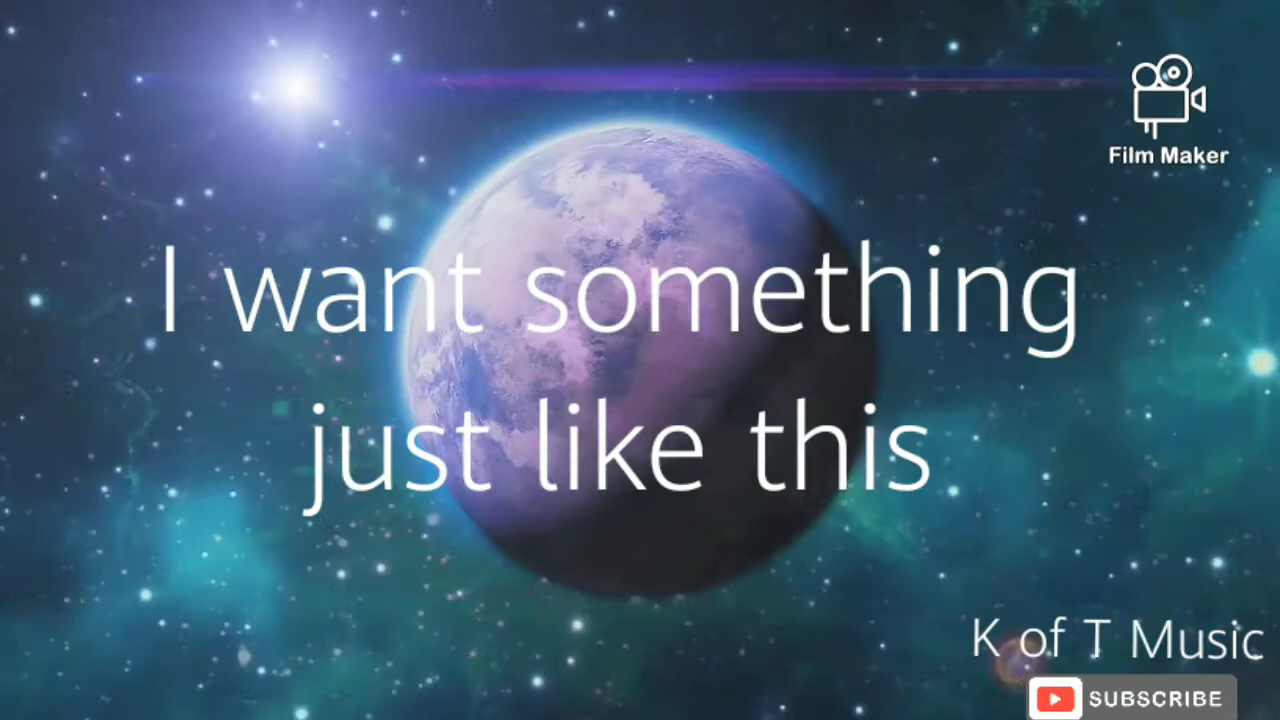 Film Maker
I want something
just like this
K of T Music
SUBSCRIBE